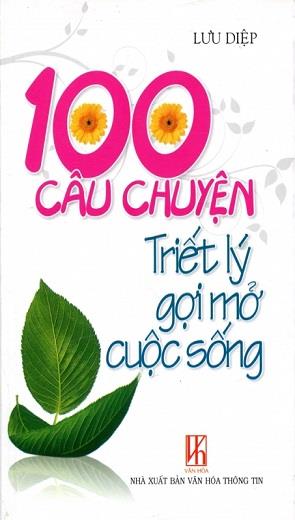 LƯU DIỆP
100
CÂU CHUYỆN
Triết lý
gợi mở
cuộc sống
VĂN HÓA
NHÀ XUẤT BẢN VĂN HÓA THÔNG TIN